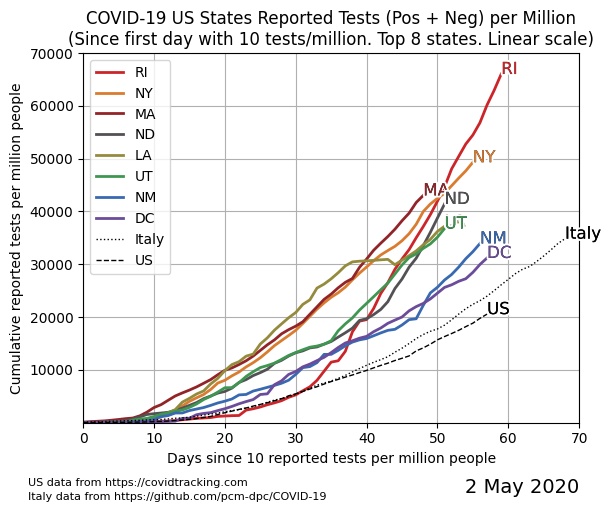 COVID-19 US States Reported Tests (Pos + Neg) per Million
(Since first day with 10 tests/million. Top 8 states. Linear scale)
70000
60000
50000
40000
30000
20000
10000
Cumulative reported tests per million people
RI
NY
MA
ND
LA
UT
NM
DC
Italy
US
RI
NY
MA
ND
UT
NM
DC
Italy
US
0 10 20 30 40 50 60 70
Days since 10 reported tests per million people
US data from https://covidtracking.com
Italy data from https://github.com/pcm-dpc/COVID-19
2 May 2020